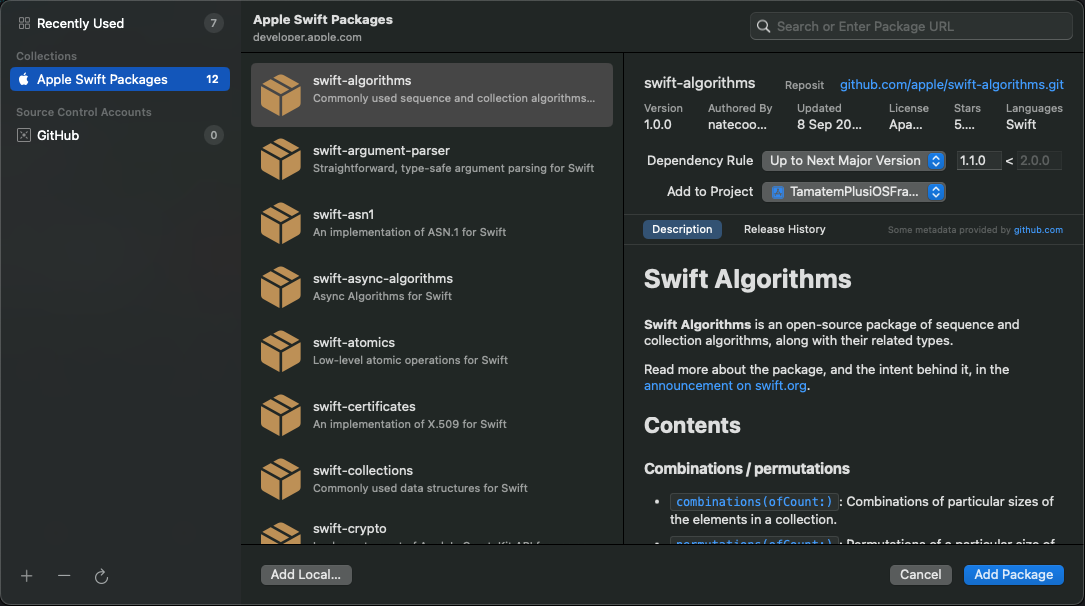 Recently Used 7
Collections
Apple Swift Packages 12
Source Control Accounts
GitHub 0
Apple Swift Packages
developer.apple.com
Search or Enter Package URL
swift-algorithms
Commonly used sequence and collection algorithms...
swift-argument-parser
Straightforward, type-safe argument parsing for Swift
swift-asn1
An implementation of ASN.1 for Swift
swift-async-algorithms
Async Algorithms for Swift
swift-atomics
Low-level atomic operations for Swift
swift-certificates
An implementation of X.509 for Swift
swift-collections
Commonly used data structures for Swift
swift-crypto
swift-algorithms Reposit github.com/apple/swift-algorithms.git
Version Authored By Updated License Stars Languages
1.0.0 natecoo... 8 Sep 20... Apa... 5.... Swift
Dependency Rule Up to Next Major Version 1.1.0 < 2.0.0
Add to Project TamatemPlusiOSFra...
Description Release History Some metadata provided by github.com
Swift Algorithms
Swift Algorithms is an open-source package of sequence and
collection algorithms, along with their related types.
Read more about the package, and the intent behind it, in the
announcement on swift.org.
Contents
Combinations / permutations
• combinations(ofCount:): Combinations of particular sizes of
the elements in a collection.
• permutations(ofCount:): Permutations of a particular size of
Add Local... Cancel Add Package